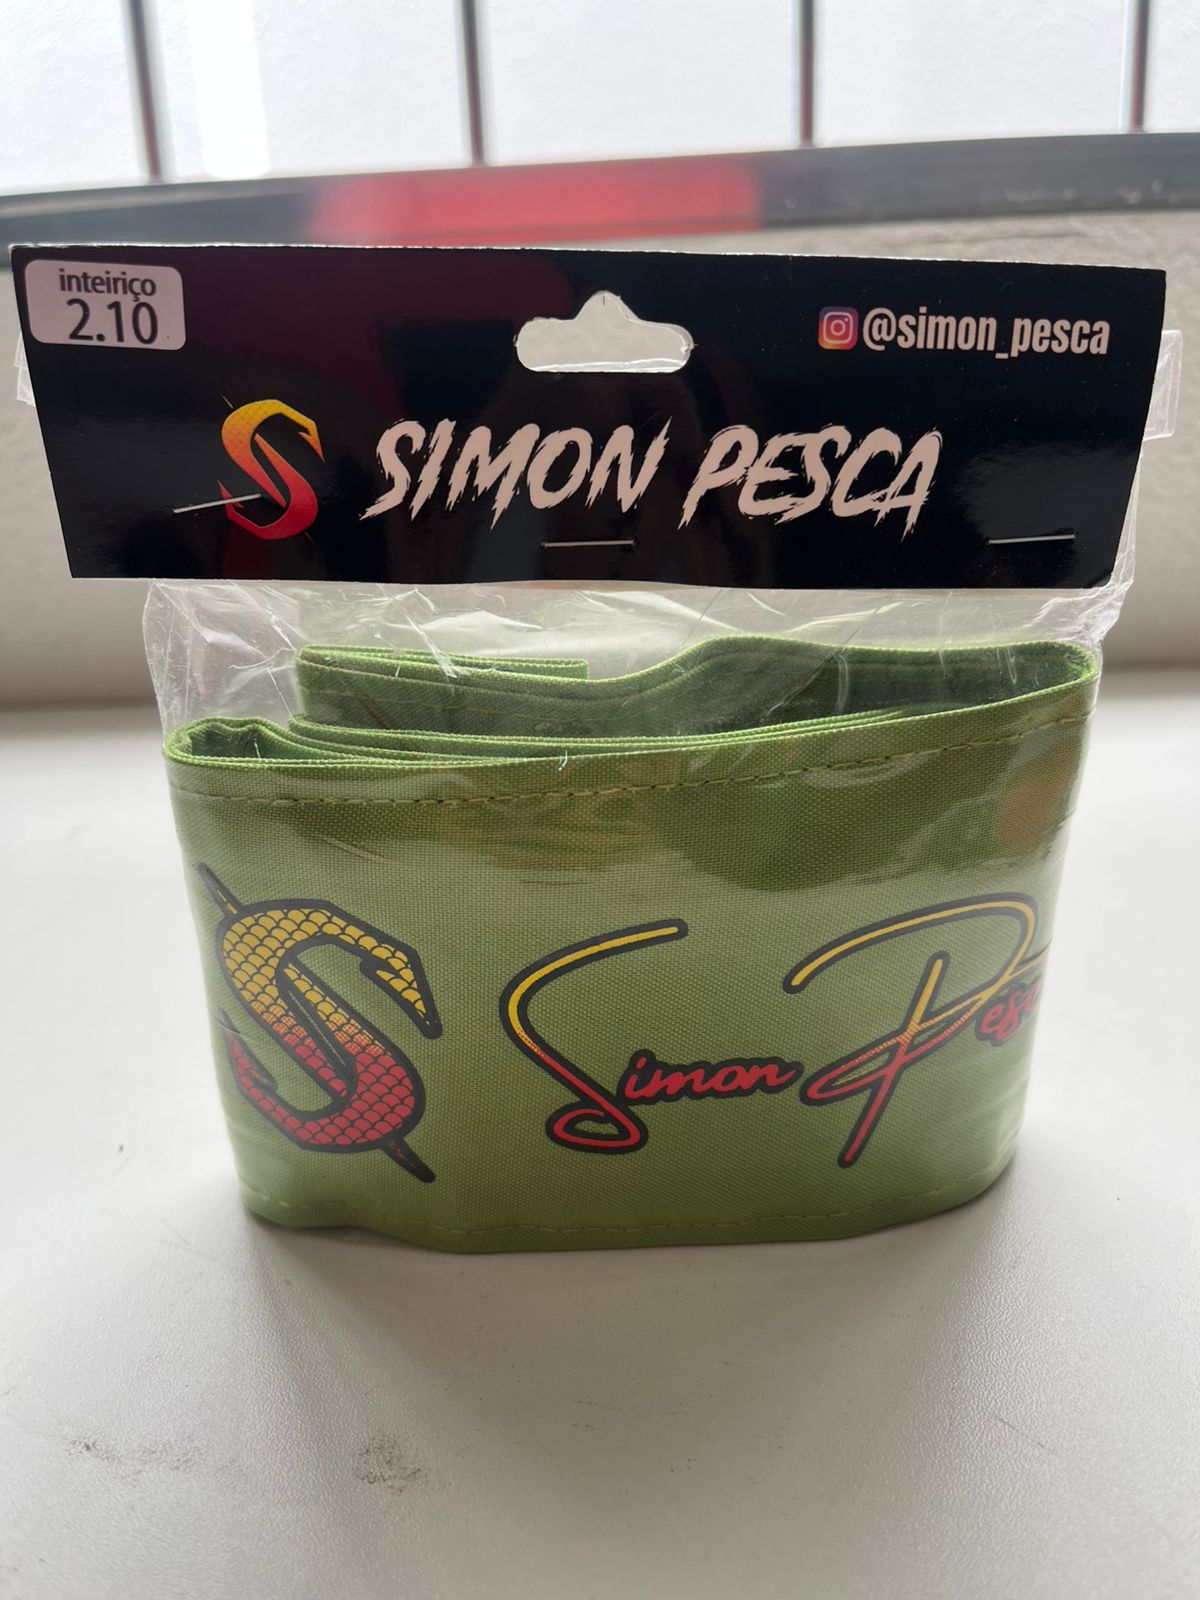 inteiriço
2.10
@simon_pesca
SIMON PESCA
Simon